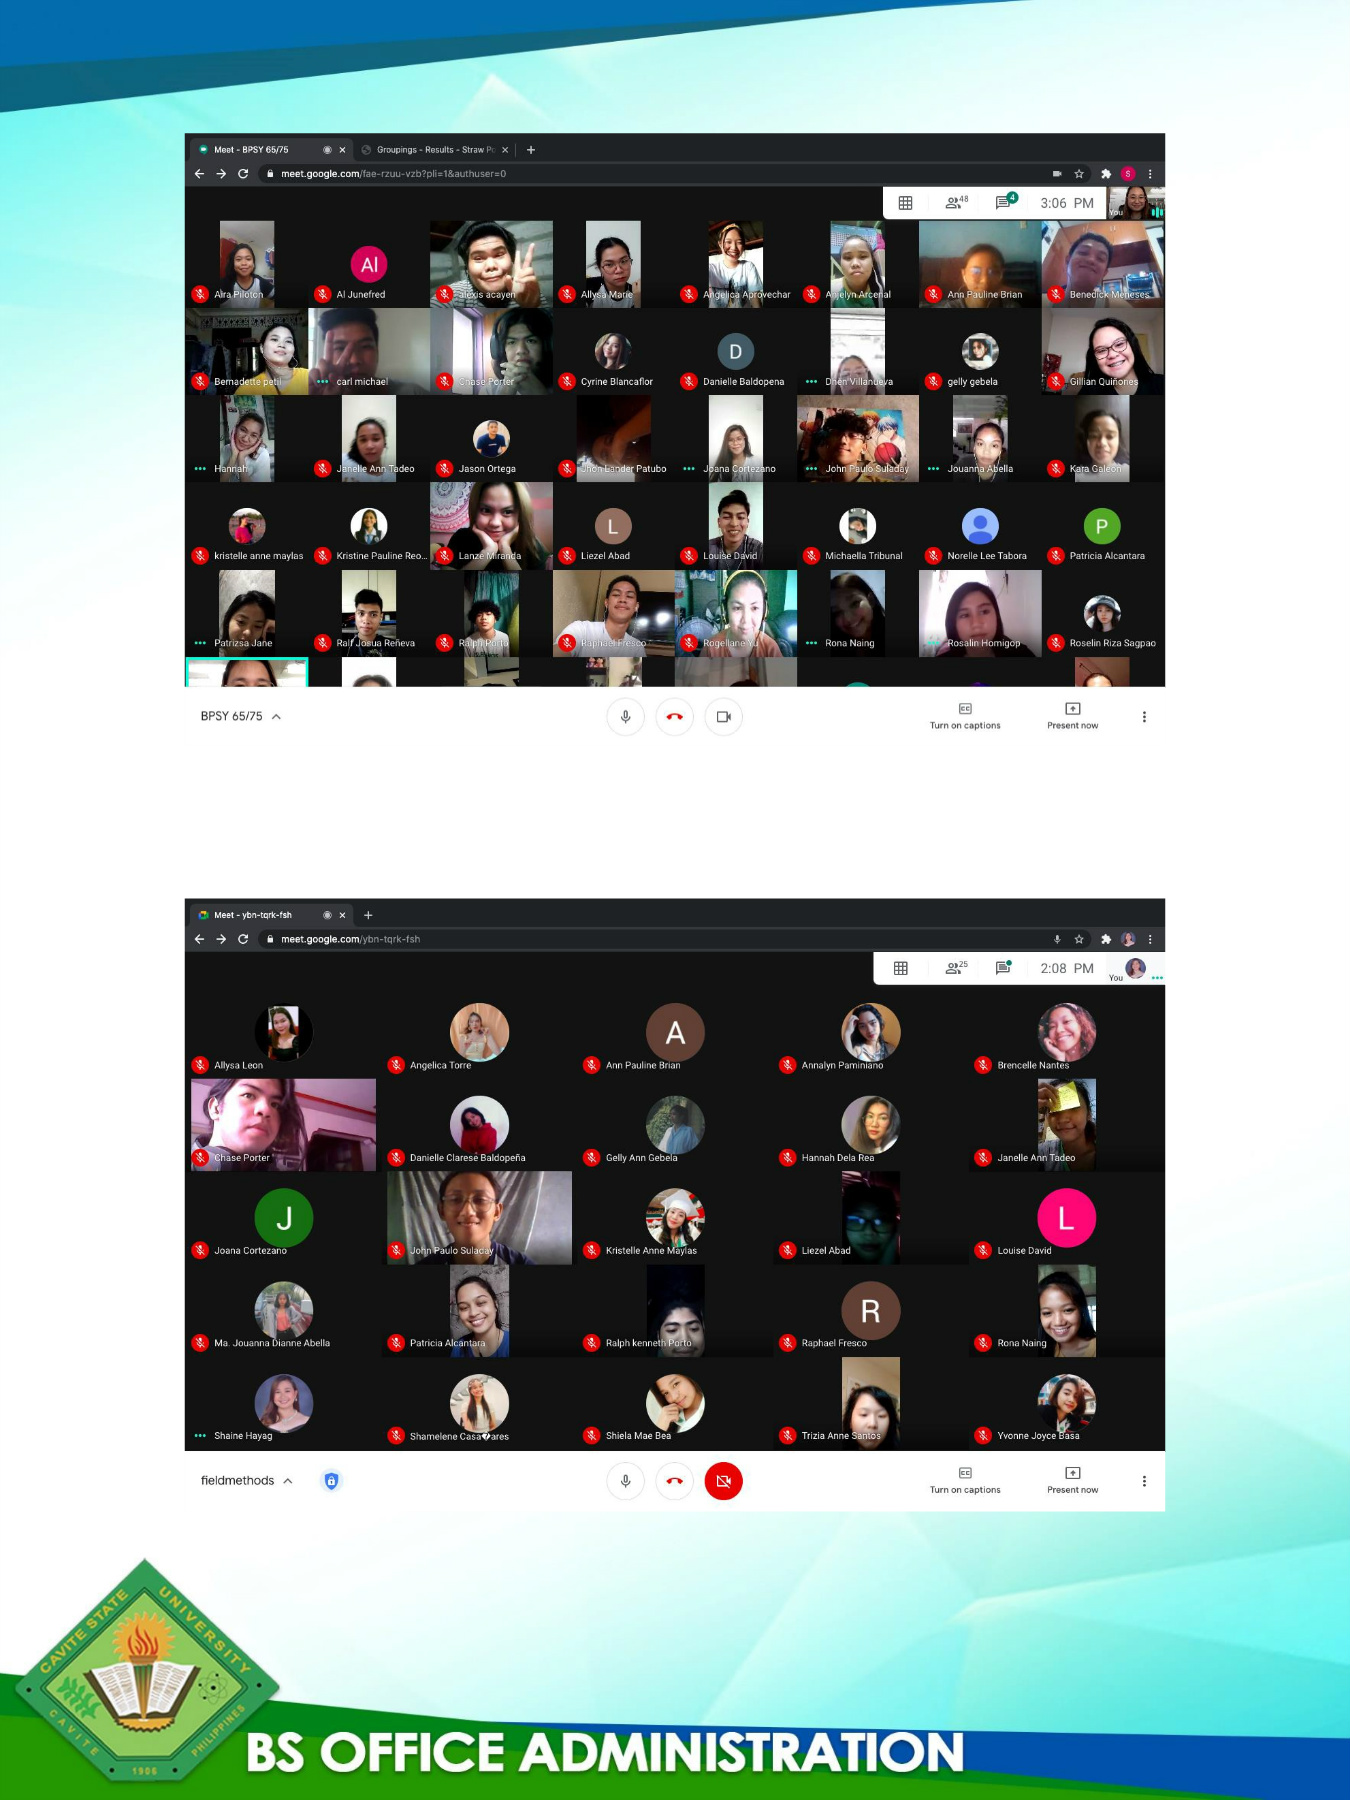 Meet - BPSY 65/75
Groupings - Results - Straw Po
meet.google.com/fae-rzuu-vzb?pli=1&authuser=0
S
48
4
3:06 PM
You
Aira Piloton
Al
Al Junefred
alexis acayen
Allysa Marie
Angelica Aprovechar
Anjelyn Arcenal
Ann Pauline Brian
Benedick Meneses
Bernadette petil
carl michael
Chase Porter
Cyrine Blancaflor
D
Danielle Baldopena
Dhen Villanueva
gelly gebela
Gillian Quiñones
Hannah
Janelle Ann Tadeo
Jason Ortega
Jhon Lander Patubo
Joana Cortezano
John Paulo Suladay
Jouanna Abella
Kara Galeon
kristelle anne maylas
Kristine Pauline Reo...
Lanze Miranda
L
Liezel Abad
Louise David
Michaella Tribunal
Norelle Lee Tabora
P
Patricia Alcantara
Patrizsa Jane
Ralf Josua Reñeva
Ralph Porto
Raphael Fresco
Rogellane Yu
Rona Naing
Rosalin Homigop
Roselin Riza Sagpao
BPSY 65/75
Turn on captions
Present now
Meet - ybn-tqrk-fsh
meet.google.com/ybn-tqrk-fsh
25
2:08 PM
You
Allysa Leon
Angelica Torre
A
Ann Pauline Brian
Annalyn Paminiano
Brencelle Nantes
Chase Porter
Danielle Clarese Baldopeña
Gelly Ann Gebela
Hannah Dela Rea
Janelle Ann Tadeo
J
Joana Cortezano
John Paulo Suladay
Kristelle Anne Maylas
Liezel Abad
L
Louise David
Ma. Jouanna Dianne Abella
Patricia Alcantara
Ralph kenneth Porto
R
Raphael Fresco
Rona Naing
Shaine Hayag
Shamelene Casa�ares
Shiela Mae Bea
Trizia Anne Santos
Yvonne Joyce Basa
fieldmethods
Turn on captions
Present now
CAVITE STATE UNIVERSITY
CAVITE
1906
PHILIPPINES
BS OFFICE ADMINISTRATION